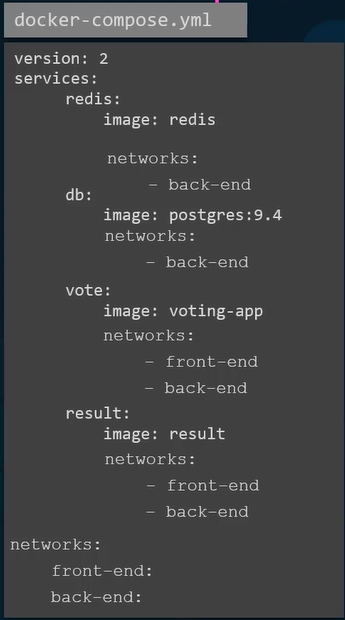 docker-compose.yml
version: 2
services:
redis:
image: redis
networks:
- back-end
db:
image: postgres:9.4
networks:
- back-end
vote:
image: voting-app
networks:
- front-end
- back-end
result:
image: result
networks:
- front-end
- back-end
networks:
front-end:
back-end: